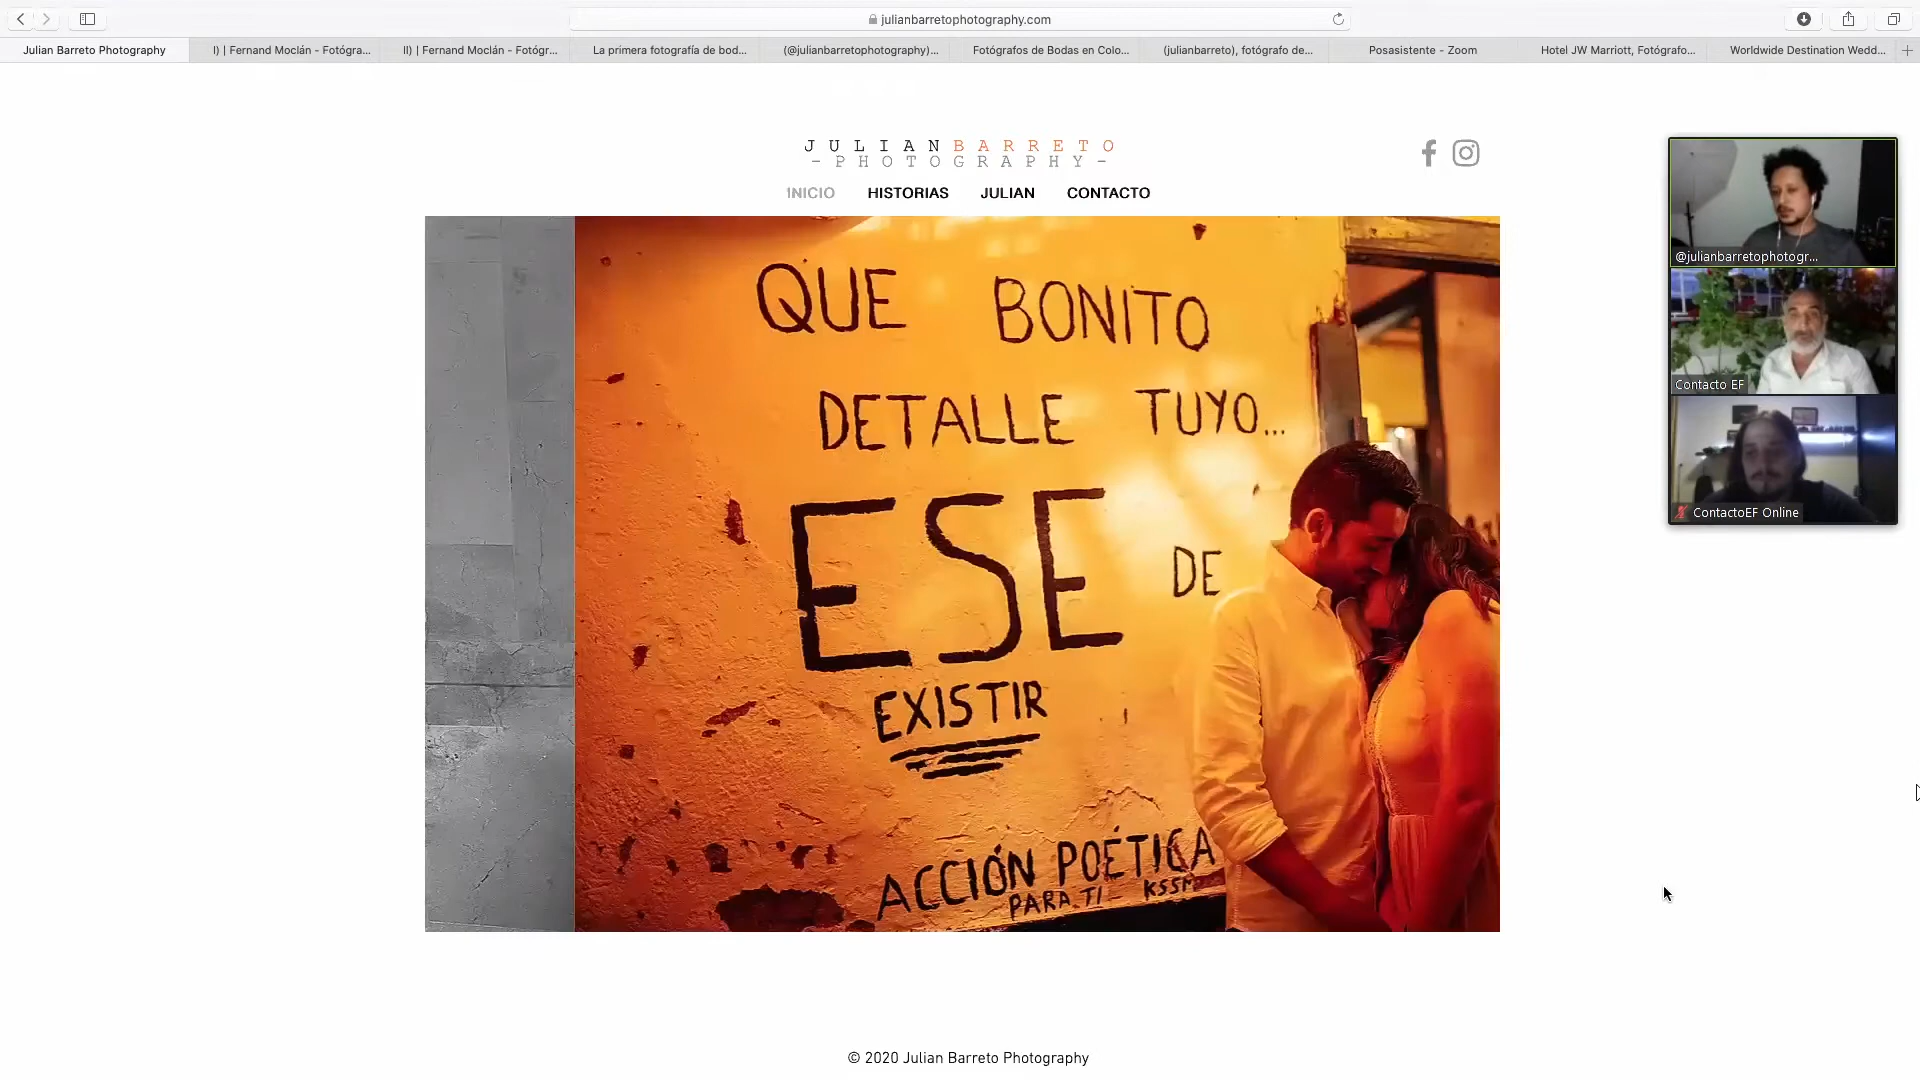 julianbarretophotography.com
Julian Barreto Photography
I) | Fernand Moclán - Fotógra...
II) | Fernand Moclán - Fotógr...
La primera fotografía de bod...
(@julianbarretophotography)...
Fotógrafos de Bodas en Colo...
(julianbarreto), fotógrafo de...
Posasistente - Zoom
Hotel JW Marriott, Fotógrafo...
Worldwide Destination Wedd...
JULIANBARRETO
-PHOTOGRAPHY-
INICIO
HISTORIAS
JULIAN
CONTACTO
QUE BONITO
DETALLE TUYO...
ESE DE
EXISTIR
ACCIÓN POÉTICA
PARA TI - KSSM
@julianbarretophotogr...
Contacto EF
ContactoEF Online
© 2020 Julian Barreto Photography